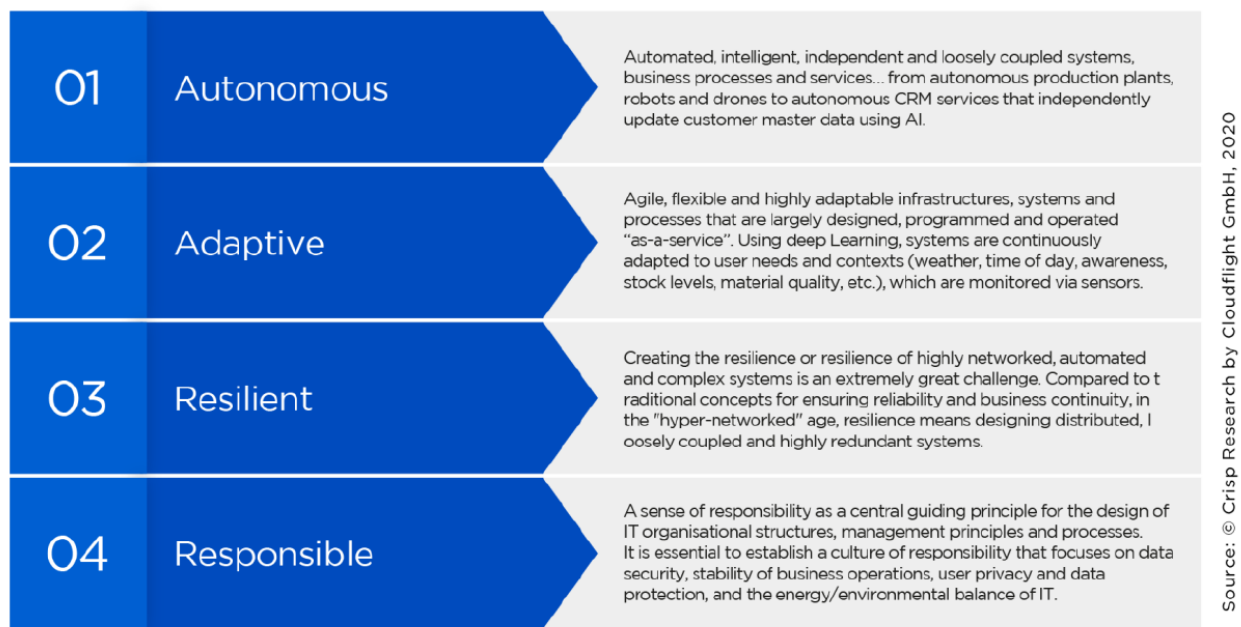 01
Autonomous
Automated, intelligent, independent and loosely coupled systems,
business processes and services... from autonomous production plants,
robots and drones to autonomous CRM services that independently
update customer master data using AI.
02
Adaptive
Agile, flexible and highly adaptable infrastructures, systems and
processes that are largely designed, programmed and operated
“as-a-service”. Using deep Learning, systems are continuously
adapted to user needs and contexts (weather, time of day, awareness,
stock levels, material quality, etc.), which are monitored via sensors.
03
Resilient
Creating the resilience or resilience of highly networked, automated
and complex systems is an extremely great challenge. Compared to t
raditional concepts for ensuring reliability and business continuity, in
the "hyper-networked" age, resilience means designing distributed, l
oosely coupled and highly redundant systems.
04
Responsible
A sense of responsibility as a central guiding principle for the design of
IT organisational structures, management principles and processes.
It is essential to establish a culture of responsibility that focuses on data
security, stability of business operations, user privacy and data
protection, and the energy/environmental balance of IT.
Source: © Crisp Research by Cloudflight GmbH, 2020